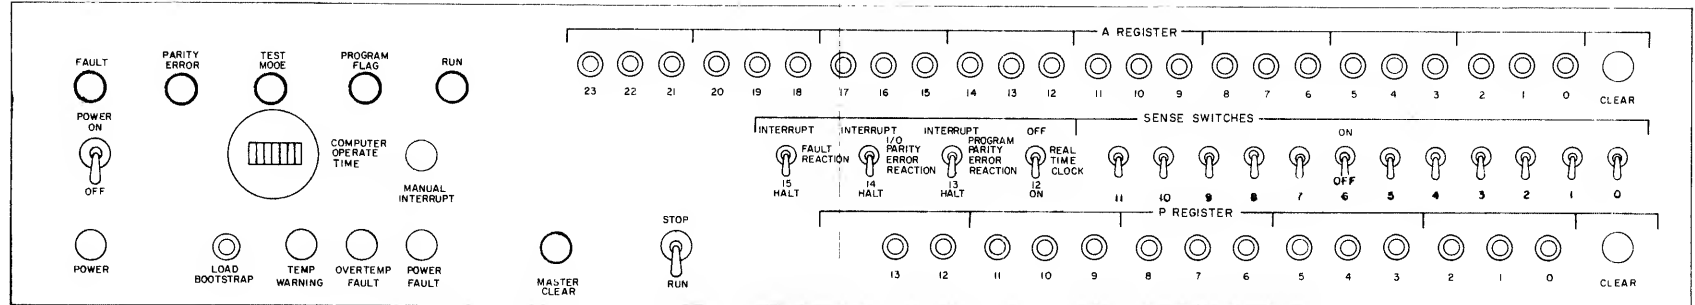 A REGISTER
FAULT
PARITY
ERROR
TEST
MODE
PROGRAM
FLAG
RUN
23 22 21 20 19 18 17 16 15 14 13 12 11 10 9 8 7 6 5 4 3 2 1 0
CLEAR
POWER
ON
OFF
COMPUTER
OPERATE
TIME
MANUAL
INTERRUPT
SENSE SWITCHES
INTERRUPT
FAULT
REACTION
15
HALT
INTERRUPT
I/O
PARITY
ERROR
REACTION
14
HALT
INTERRUPT
PROGRAM
PARITY
ERROR
REACTION
13
HALT
OFF
REAL
TIME
CLOCK
12
ON
ON
OFF
11 10 9 8 7 6 5 4 3 2 1 0
P REGISTER
POWER
LOAD
BOOTSTRAP
TEMP
WARNING
OVERTEMP
FAULT
POWER
FAULT
MASTER
CLEAR
STOP
RUN
13 12 11 10 9 8 7 6 5 4 3 2 1 0
CLEAR